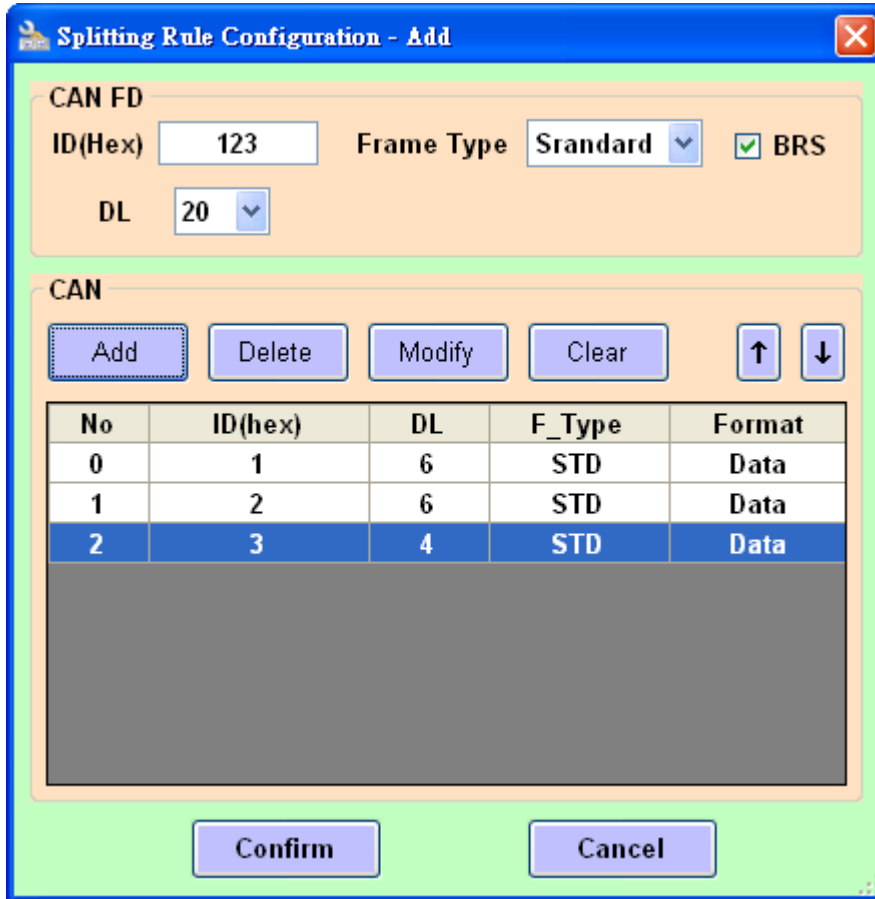 Splitting Rule Configuration - Add
CAN FD
ID(Hex) 123 Frame Type Srandard BRS
DL 20
CAN
Add Delete Modify Clear ↑ ↓
No ID(hex) DL F_Type Format
0 1 6 STD Data
1 2 6 STD Data
2 3 4 STD Data
Confirm Cancel